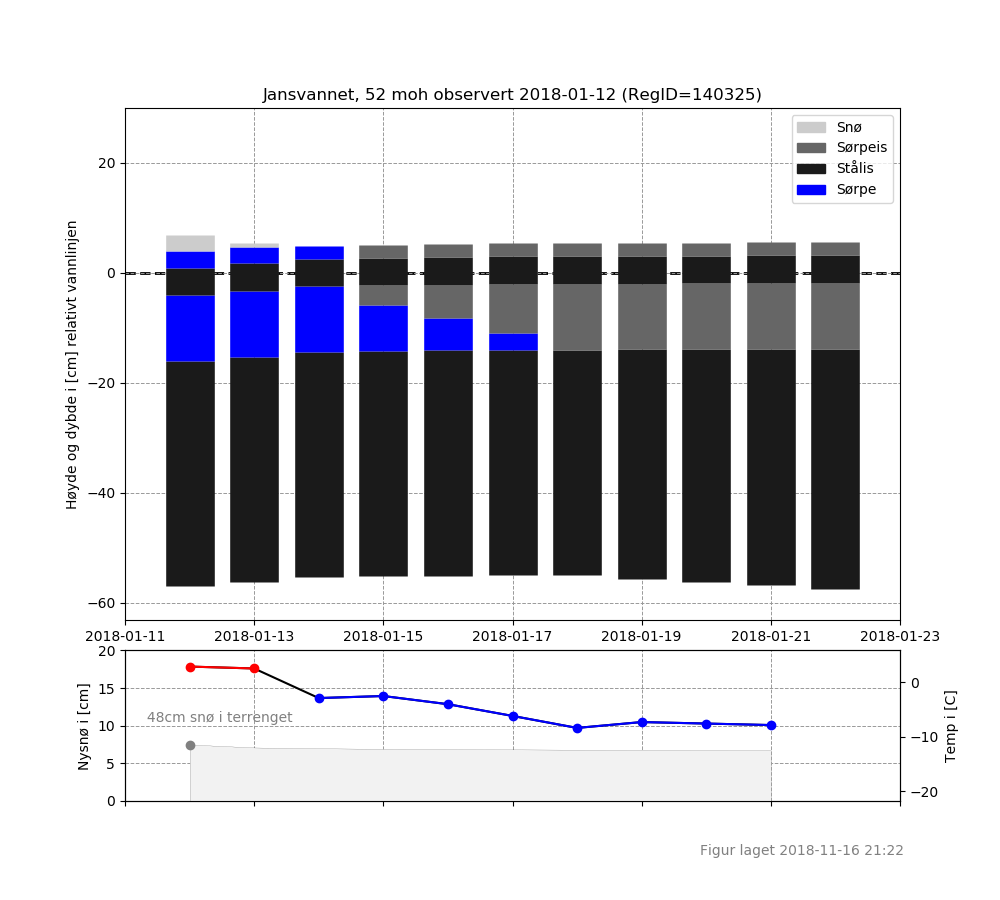 Jansvannet, 52 moh observert 2018-01-12 (RegID=140325)
Snø
Sørpeis
Stålis
Sørpe
Høyde og dybde i [cm] relativt vannlinjen
20
0
−20
−40
−60
2018-01-11 2018-01-13 2018-01-15 2018-01-17 2018-01-19 2018-01-21 2018-01-23
Nysnø i [cm]
20
15
10
5
0
48cm snø i terrenget
0
−10
−20
Temp i [C]
Figur laget 2018-11-16 21:22